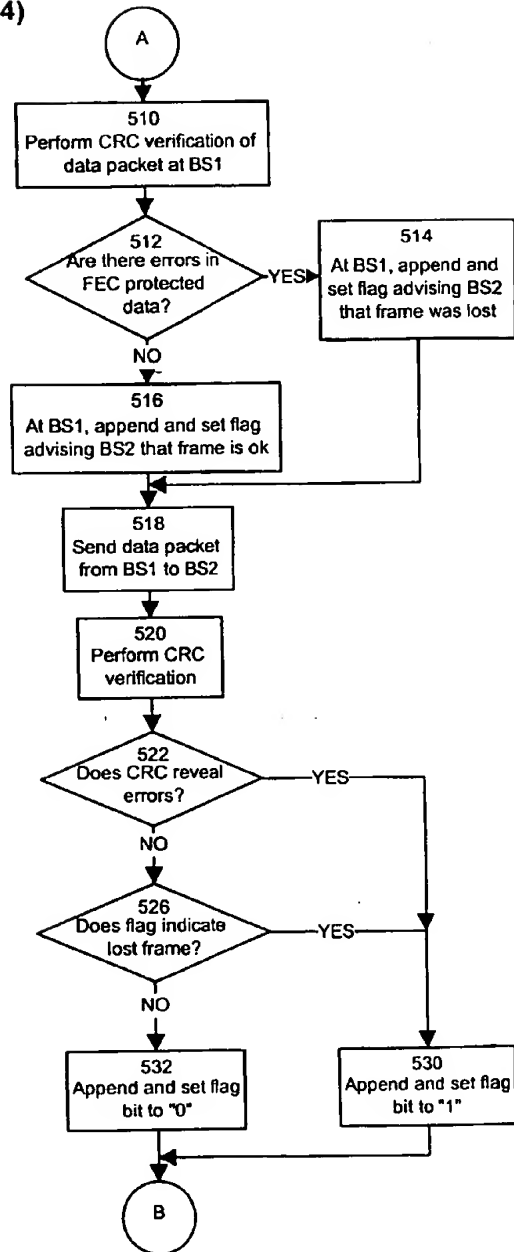 4)
A
510
Perform CRC verification of
data packet at BS1
512
Are there errors in
FEC protected
data?
YES
514
At BS1, append and
set flag advising BS2
that frame was lost
NO
516
At BS1, append and set flag
advising BS2 that frame is ok
518
Send data packet
from BS1 to BS2
520
Perform CRC
verification
522
Does CRC reveal
errors?
YES
NO
526
Does flag indicate
lost frame?
YES
NO
532
Append and set flag
bit to "0"
530
Append and set flag
bit to "1"
B